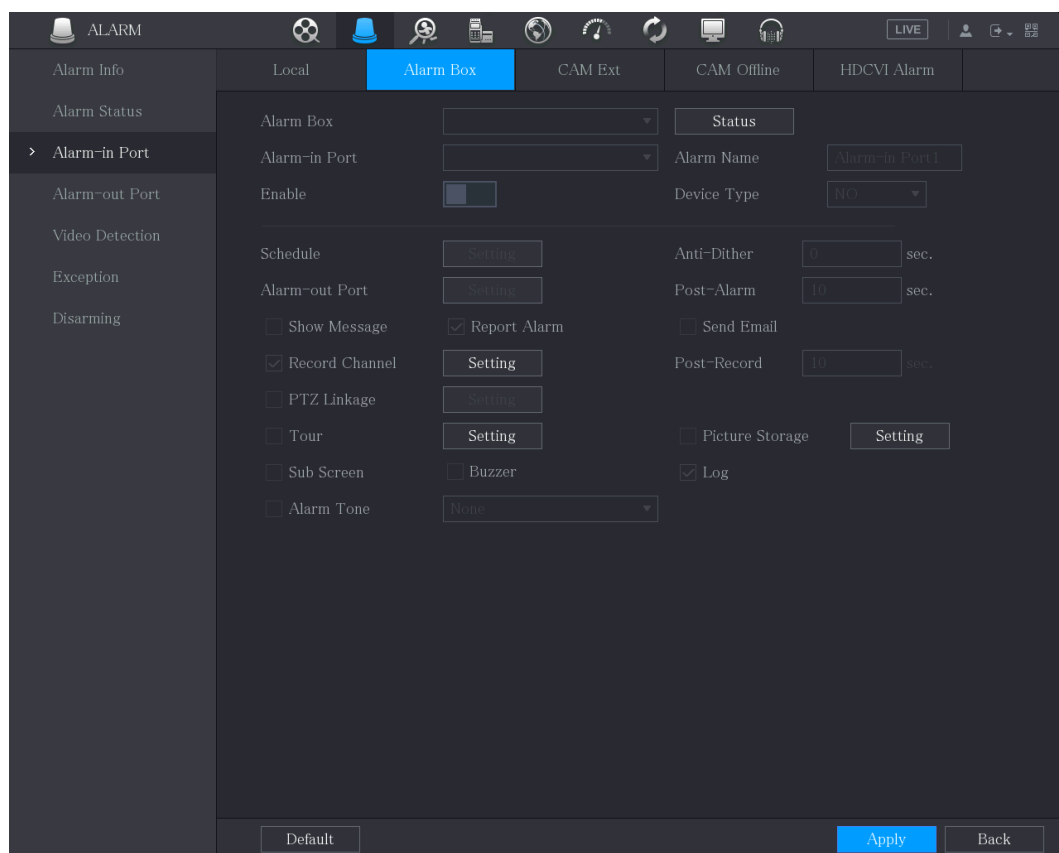 ALARM LIVE
Alarm Info
Alarm Status
Alarm-in Port
Alarm-out Port
Video Detection
Exception
Disarming
Local Alarm Box CAM Ext CAM Offline HDCVI Alarm
Alarm Box Status
Alarm-in Port Alarm Name Alarm-in Port1
Enable Device Type NO
Schedule Setting Anti-Dither 0 sec.
Alarm-out Port Setting Post-Alarm 10 sec.
Show Message Report Alarm Send Email
Record Channel Setting Post-Record 10 sec.
PTZ Linkage Setting
Tour Setting Picture Storage Setting
Sub Screen Buzzer Log
Alarm Tone None
Default Apply Back